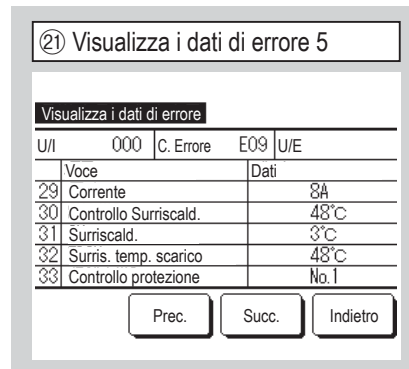 ㉑ Visualizza i dati di errore 5
Visualizza i dati di errore
U/I 000 C. Errore E09 U/E
Voce Dati
29 Corrente 8A
30 Controllo Surriscald. 48°C
31 Surriscald. 3°C
32 Surris. temp. scarico 48°C
33 Controllo protezione No.1
Prec. Succ. Indietro